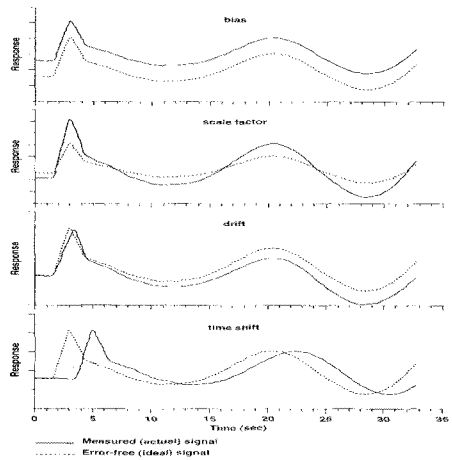 bias
Response
scale factor
Response
drift
Response
time shift
Response
0 5 10 15 20 25 30 35
Time (sec)
Measured (actual) signal
Error-free (ideal) signal